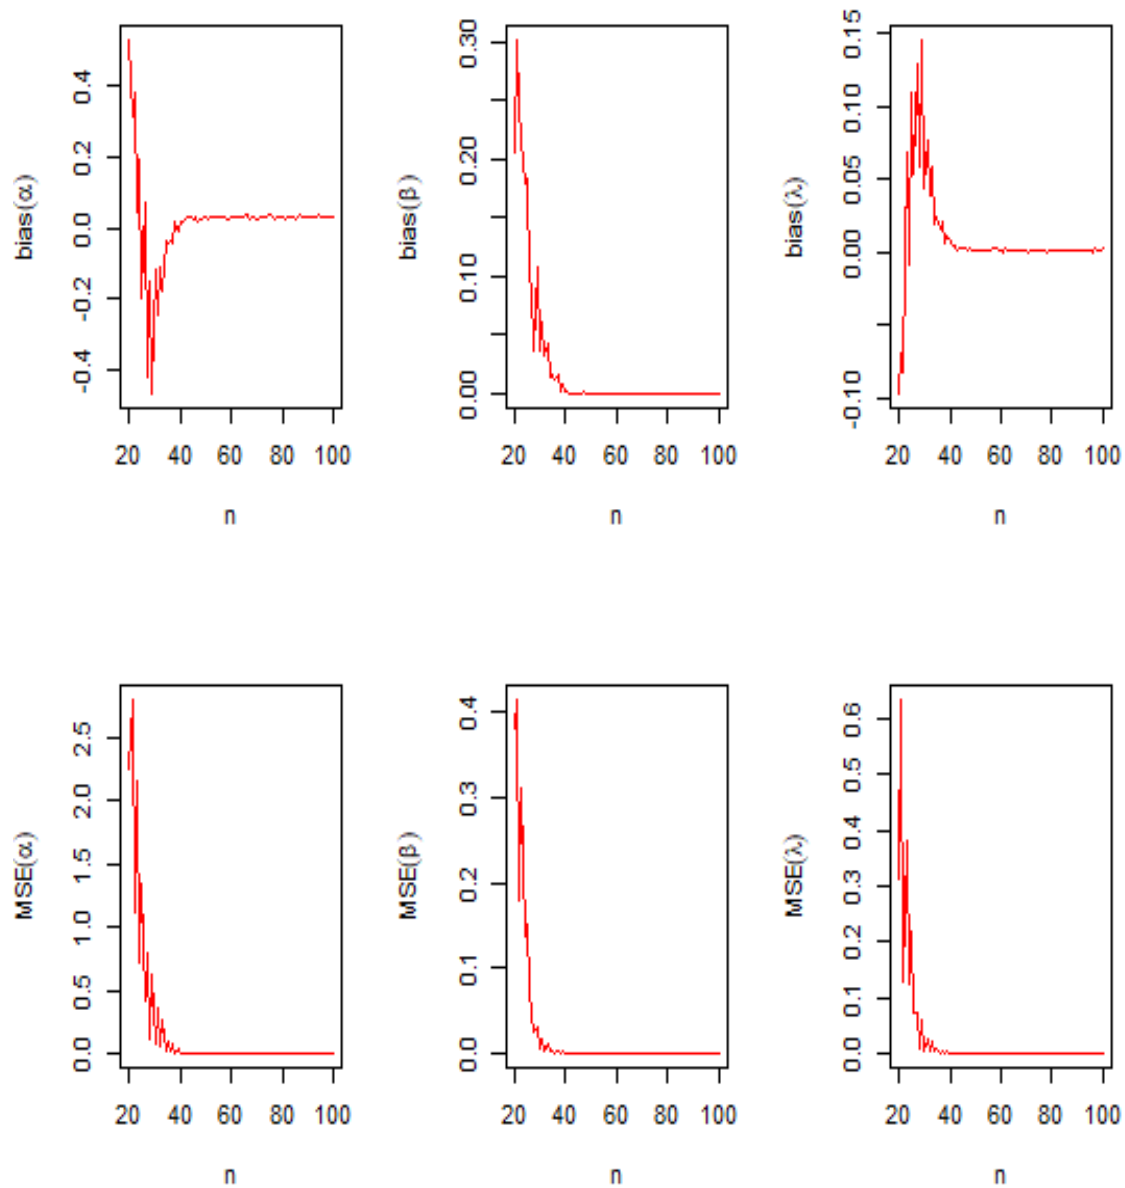 bias(α)
-0.4 -0.2 0.0 0.2 0.4
20 40 60 80 100
n
bias(β)
0.00 0.10 0.20 0.30
20 40 60 80 100
n
bias(λ)
-0.10 0.00 0.05 0.10 0.15
20 40 60 80 100
n
MSE(α)
0.0 0.5 1.0 1.5 2.0 2.5
20 40 60 80 100
n
MSE(β)
0.0 0.1 0.2 0.3 0.4
20 40 60 80 100
n
MSE(λ)
0.0 0.1 0.2 0.3 0.4 0.5 0.6
20 40 60 80 100
n